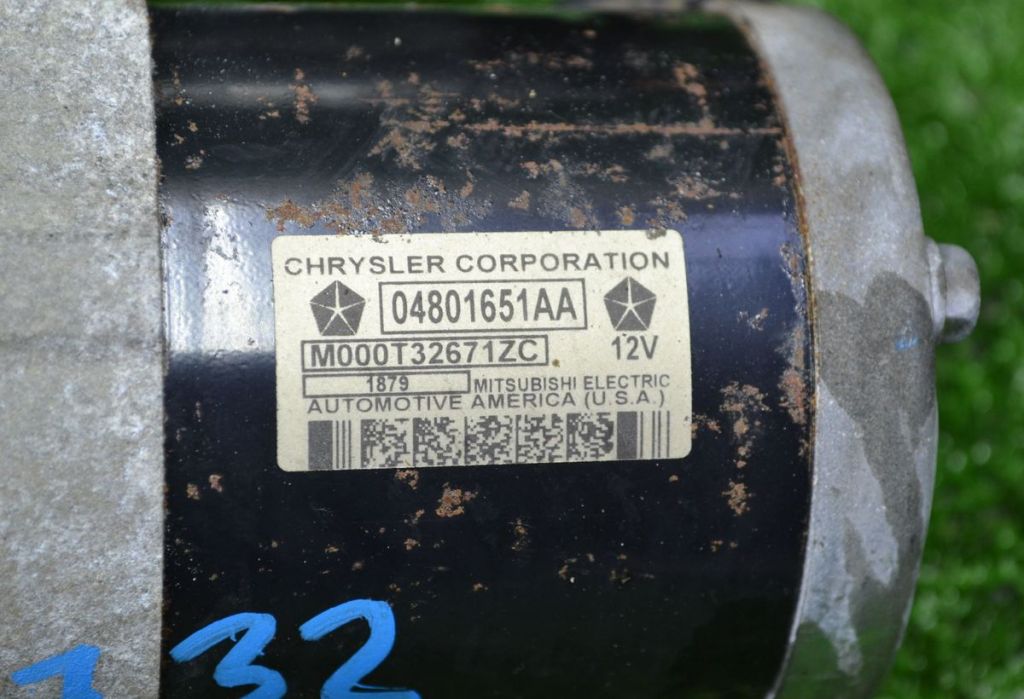 CHRYSLER CORPORATION
04801651AA
M000T32671ZC 12V
1879 MITSUBISHI ELECTRIC
AUTOMOTIVE AMERICA (U.S.A.)
32